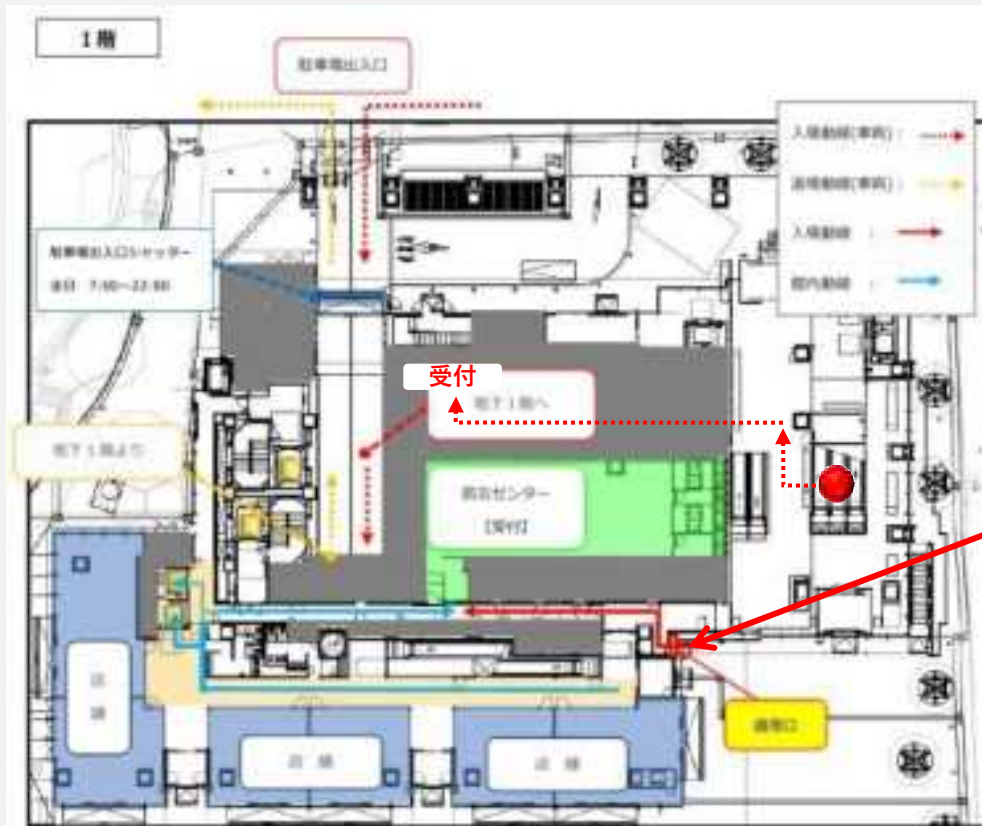 1階
駐車場出入口
入場動線(車両)：
退場動線(車両)：
入場動線 ：
館内動線 ：
駐車場出入口シャッター
全日 7:00～23:00
受付
地下1階へ
地下1階より
防災センター
【受付】
店
舗
店 舗
店 舗
通用口